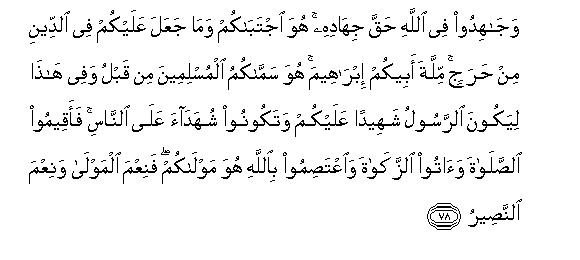 وَجَـٰهِدُوا۟ فِى ٱللَّهِ حَقَّ جِهَادِهِۦ ۚ هُوَ ٱجْتَبَىٰكُمْ وَمَا جَعَلَ عَلَيْكُمْ فِى ٱلدِّينِ
مِنْ حَرَجٍ ۚ مِّلَّةَ أَبِيكُمْ إِبْرَٰهِيمَ ۚ هُوَ سَمَّىٰكُمُ ٱلْمُسْلِمِينَ مِن قَبْلُ وَفِى هَـٰذَا
لِيَكُونَ ٱلرَّسُولُ شَهِيدًا عَلَيْكُمْ وَتَكُونُوا۟ شُهَدَآءَ عَلَى ٱلنَّاسِ ۚ فَأَقِيمُوا۟
ٱلصَّلَوٰةَ وَءَاتُوا۟ ٱلزَّكَوٰةَ وَٱعْتَصِمُوا۟ بِٱللَّهِ هُوَ مَوْلَىٰكُمْ ۖ فَنِعْمَ ٱلْمَوْلَىٰ وَنِعْمَ
ٱلنَّصِيرُ ٧٨